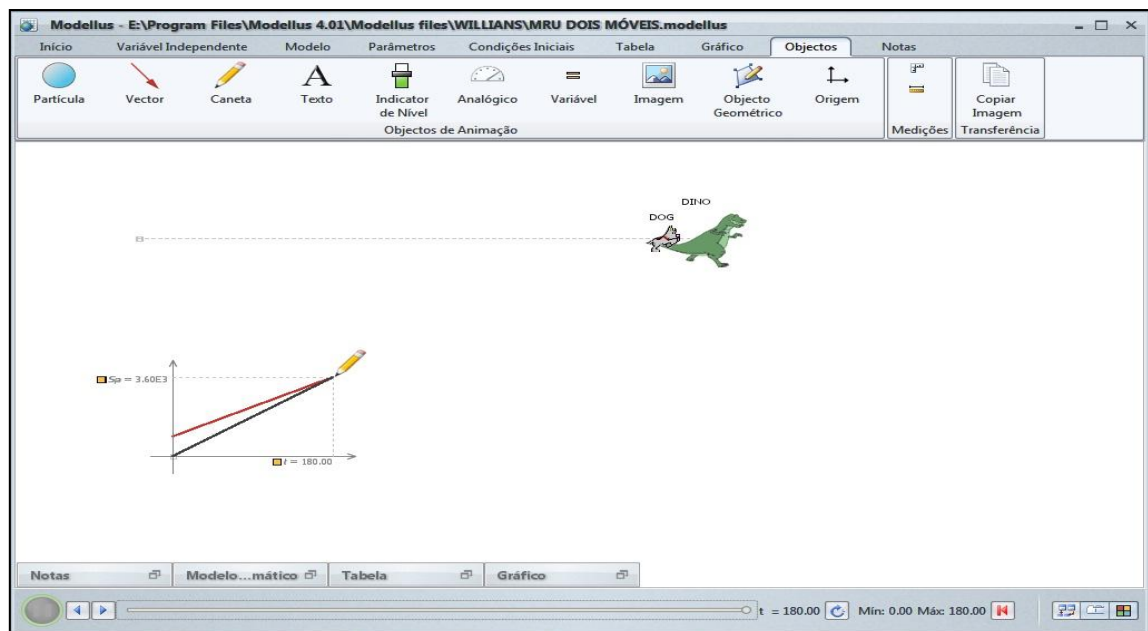 Modellus - E:\Program Files\Modellus 4.01\Modellus files\WILLIANS\MRU DOIS MÓVEIS.modellus
Início Variável Independente Modelo Parâmetros Condições Iniciais Tabela Gráfico Objectos Notas
Partícula Vector Caneta Texto Indicator de Nível Analógico Variável Imagem Objecto Geométrico Origem Copiar Imagem
Objectos de Animação Medições Transferência
DINO
DOG
Sp = 3.60E3
t = 180.00
Notas Modelo...mático Tabela Gráfico
t = 180.00 Mín: 0.00 Máx: 180.00